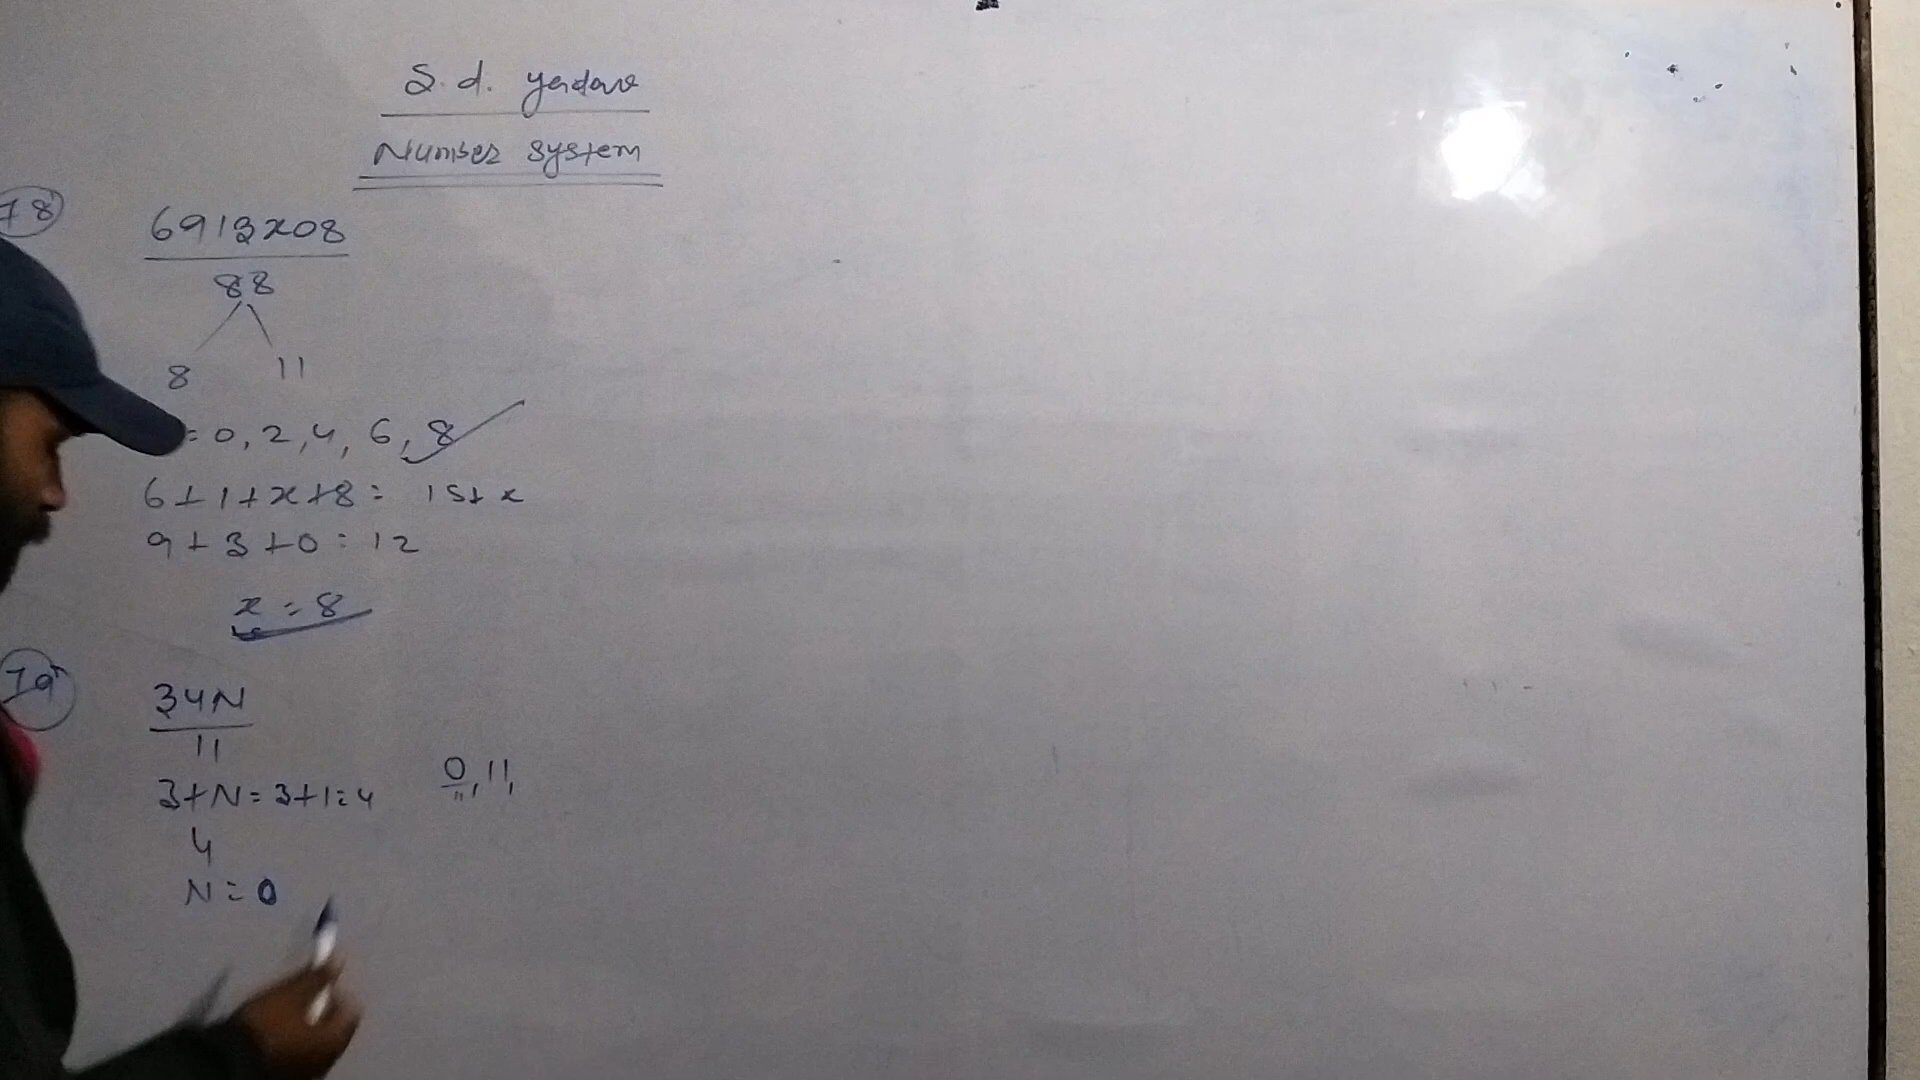 S.d. yadav
Number system
78
6913x08
88
8 11
= 0, 2, 4, 6, 8
6+1+x+8= 15+x
9+3+0=12
x=8
79
34N
11
3+N=3+1=4 0, 11,
4
N=0